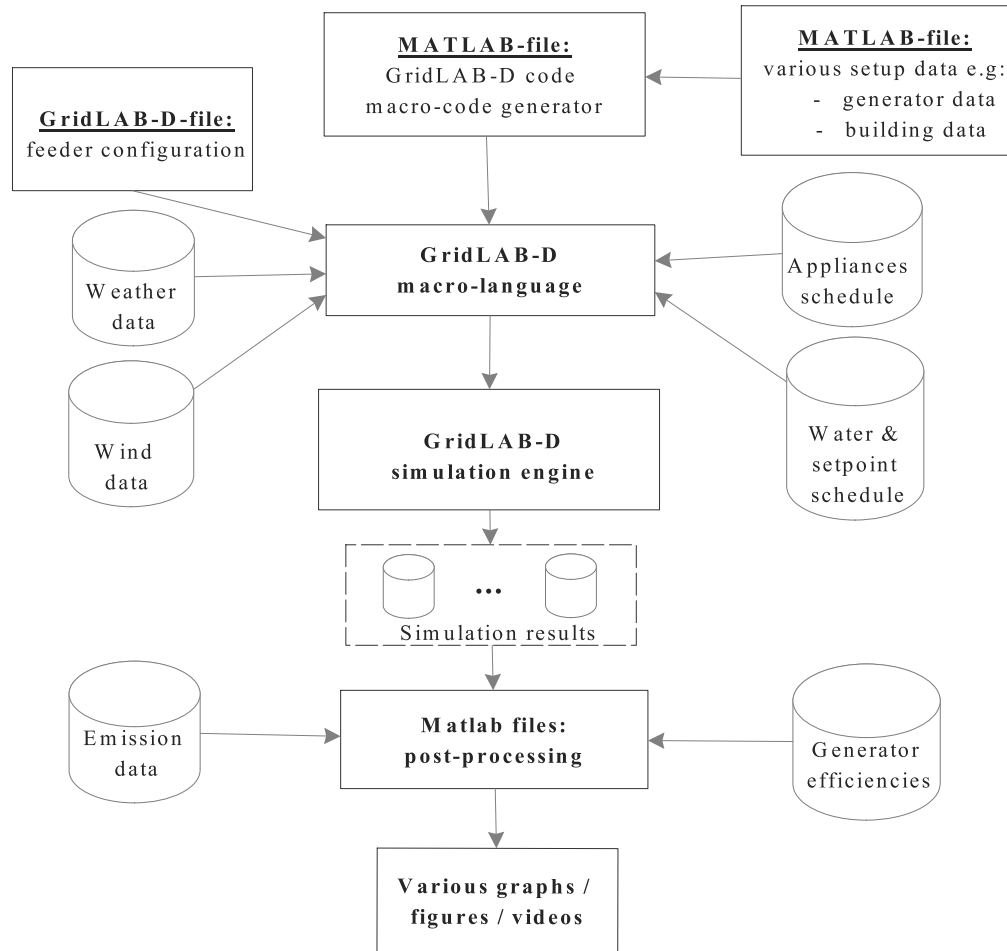 MATLAB-file:
GridLAB-D code
macro-code generator
MATLAB-file:
various setup data e.g:
- generator data
- building data
GridLAB-D-file:
feeder configuration
Weather
data
GridLAB-D
macro-language
Appliances
schedule
Wind
data
GridLAB-D
simulation engine
Water &
setpoint
schedule
...
Simulation results
Emission
data
Matlab files:
post-processing
Generator
efficiencies
Various graphs /
figures / videos